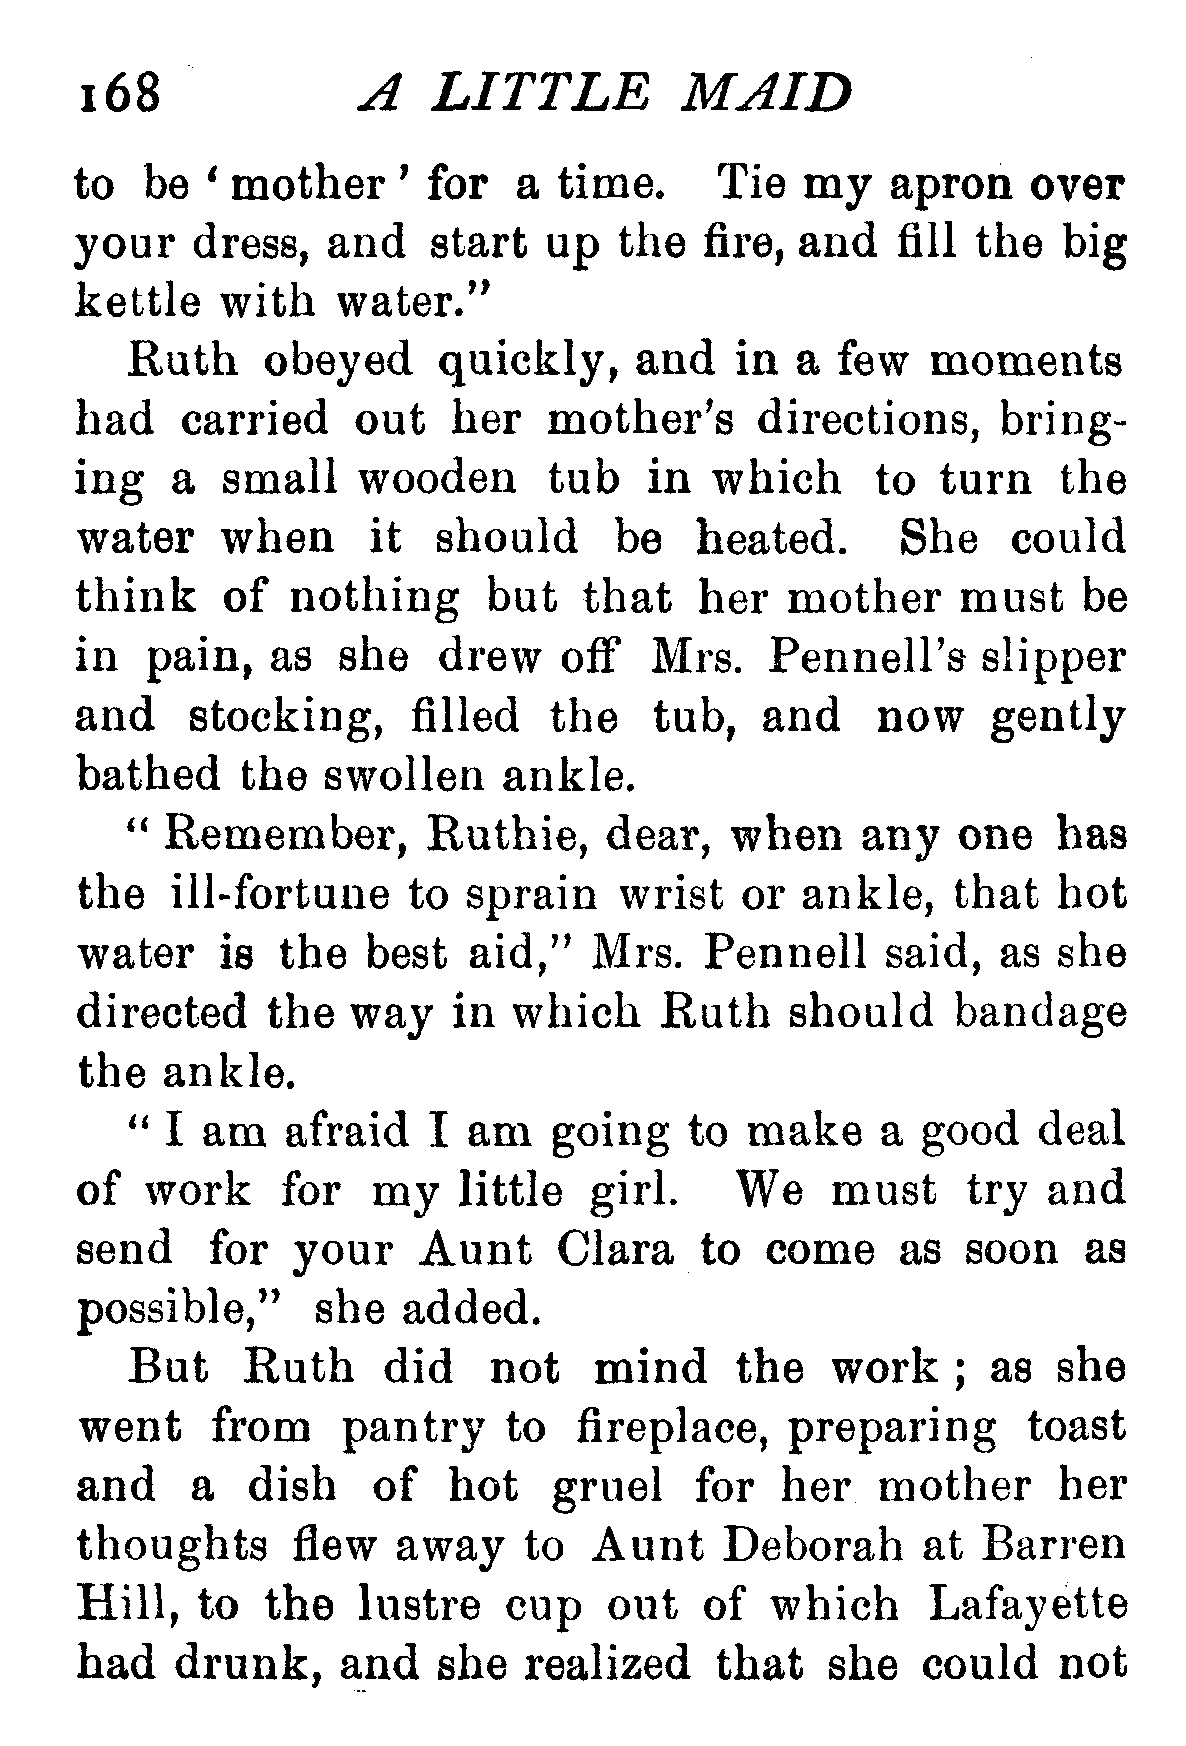 168 A LITTLE MAID
to be ‘ mother ’ for a time. Tie my apron over
your dress, and start up the fire, and fill the big
kettle with water.”
Ruth obeyed quickly, and in a few moments
had carried out her mother’s directions, bring-
ing a small wooden tub in which to turn the
water when it should be heated. She could
think of nothing but that her mother must be
in pain, as she drew off Mrs. Pennell’s slipper
and stocking, filled the tub, and now gently
bathed the swollen ankle.
“ Remember, Ruthie, dear, when any one has
the ill-fortune to sprain wrist or ankle, that hot
water is the best aid,” Mrs. Pennell said, as she
directed the way in which Ruth should bandage
the ankle.
“ I am afraid I am going to make a good deal
of work for my little girl. We must try and
send for your Aunt Clara to come as soon as
possible,” she added.
But Ruth did not mind the work ; as she
went from pantry to fireplace, preparing toast
and a dish of hot gruel for her mother her
thoughts flew away to Aunt Deborah at Barren
Hill, to the lustre cup out of which Lafayette
had drunk, and she realized that she could not